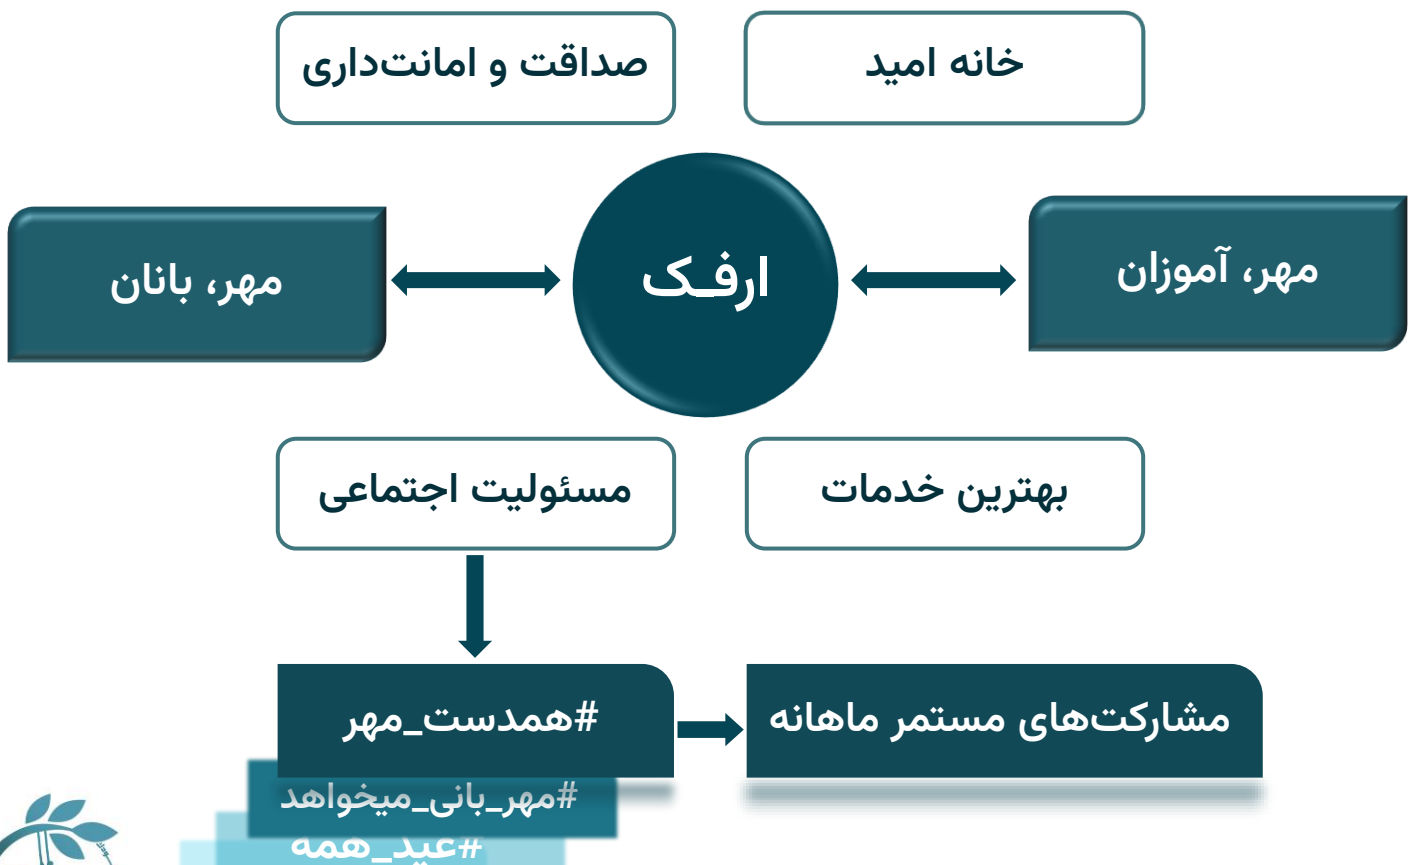 خانه امید
صداقت و امانت‌داری
مهر، آموزان
ارفـک
مهر، بانان
بهترین خدمات
مسئولیت اجتماعی
#همدست_مهر
مشارکت‌های مستمر ماهانه
#مهر_بانی_میخواهد
#عید_همه